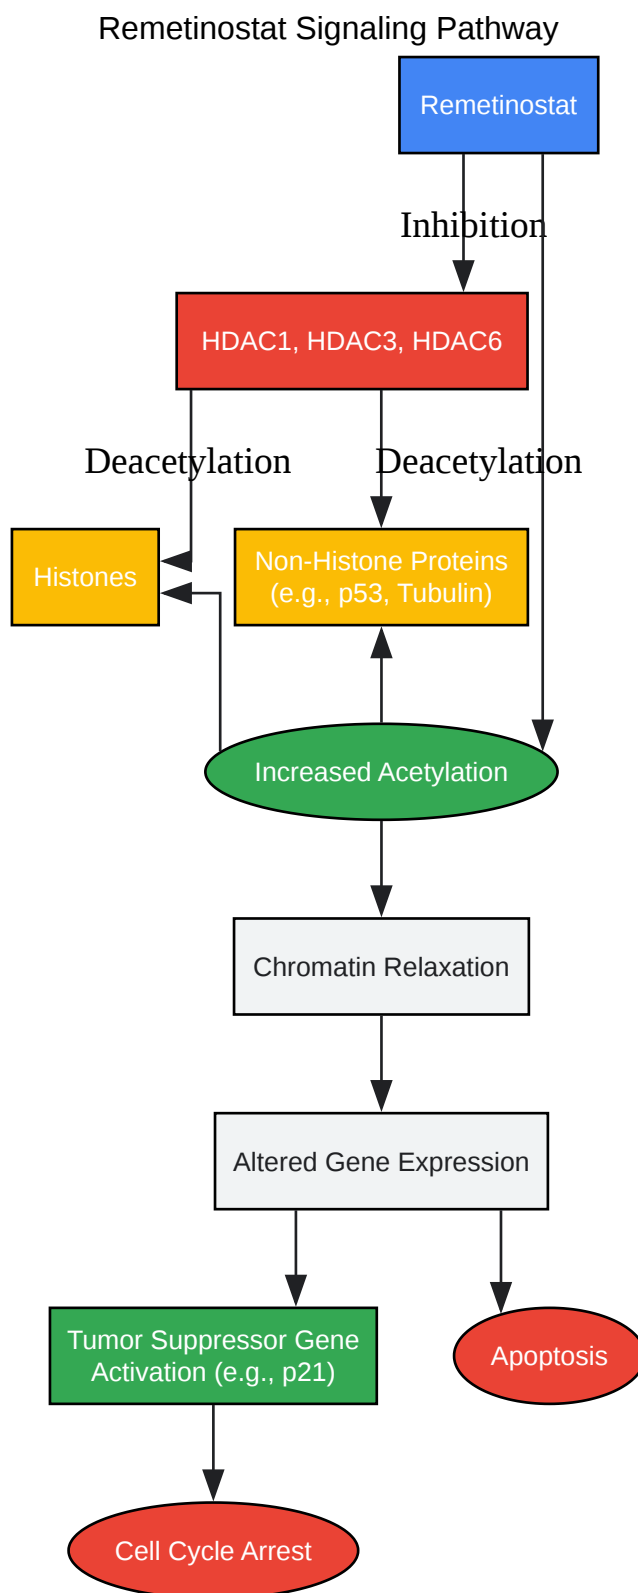 Remetinostat Signaling Pathway
Remetinostat
Inhibition
HDAC1, HDAC3, HDAC6
Deacetylation
Deacetylation
Histones
Non-Histone Proteins
(e.g., p53, Tubulin)
Increased Acetylation
Chromatin Relaxation
Altered Gene Expression
Tumor Suppressor Gene
Activation (e.g., p21)
Apoptosis
Cell Cycle Arrest